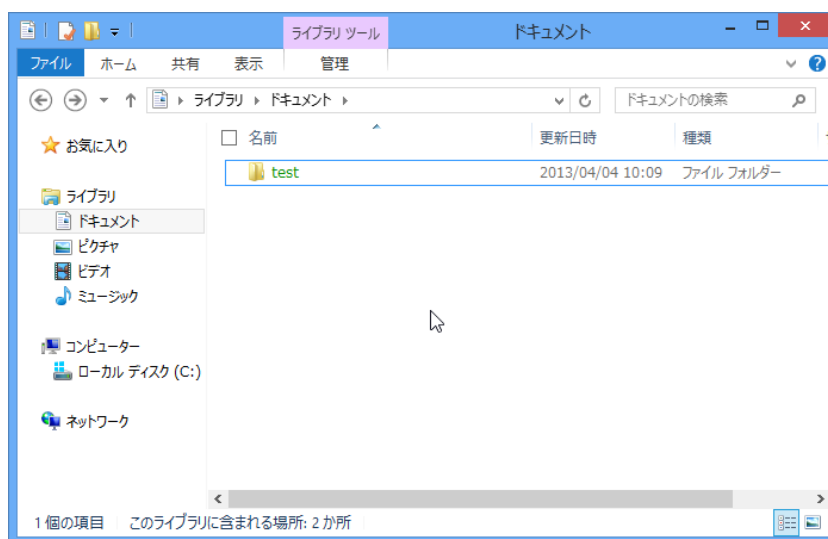 ライブラリ ツール ドキュメント
ファイル ホーム 共有 表示 管理
ライブラリ ドキュメント ドキュメントの検索
名前 更新日時 種類
test 2013/04/04 10:09 ファイル フォルダー
お気に入り
ライブラリ
ドキュメント
ピクチャ
ビデオ
ミュージック
コンピューター
ローカル ディスク (C:)
ネットワーク
1 個の項目 このライブラリに含まれる場所: 2 か所